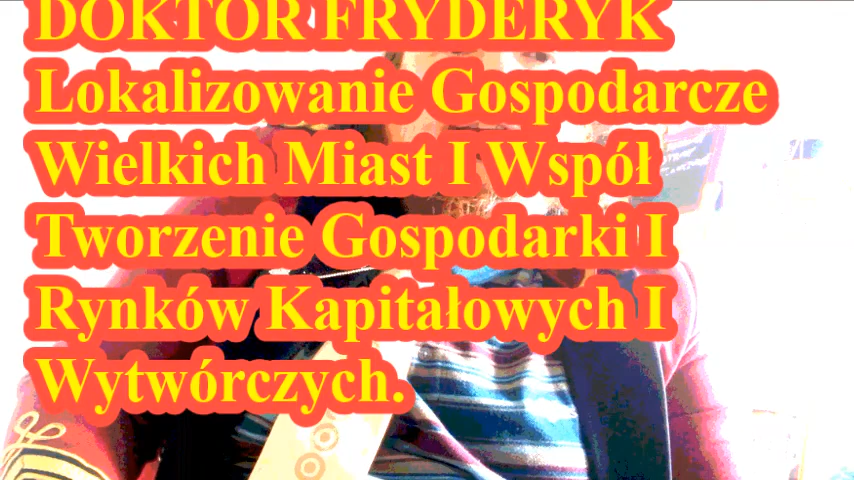 DOKTOR FRYDERYK
Lokalizowanie Gospodarcze
Wielkich Miast I Współ
Tworzenie Gospodarki I
Rynków Kapitałowych I
Wytwórczych.